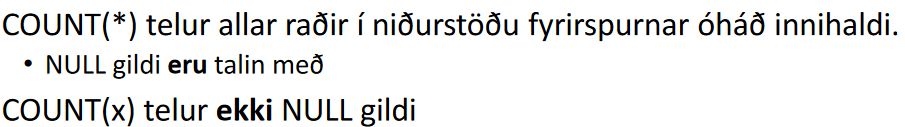 COUNT(*) telur allar raðir í niðurstöðu fyrirspurnar óháð innihaldi.
• NULL gildi eru talin með
COUNT(x) telur ekki NULL gildi